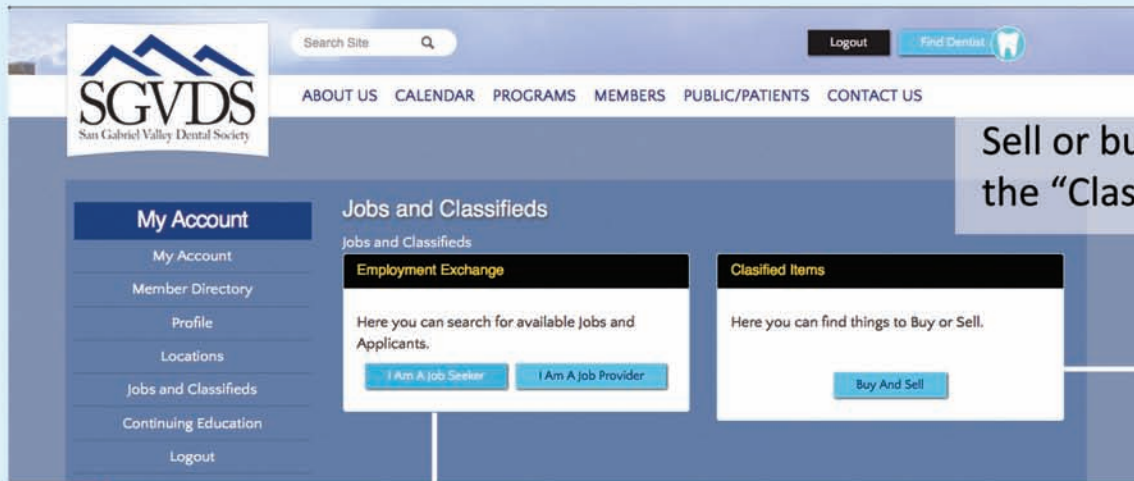 SGVDS
San Gabriel Valley Dental Society
Search Site
Logout
Find Dentist
ABOUT US CALENDAR PROGRAMS MEMBERS PUBLIC/PATIENTS CONTACT US
Sell or bu
the “Clas
My Account
My Account
Member Directory
Profile
Locations
Jobs and Classifieds
Continuing Education
Logout
Jobs and Classifieds
Jobs and Classifieds
Employment Exchange
Here you can search for available Jobs and
Applicants.
I Am A Job Seeker
I Am A Job Provider
Clasified Items
Here you can find things to Buy or Sell.
Buy And Sell